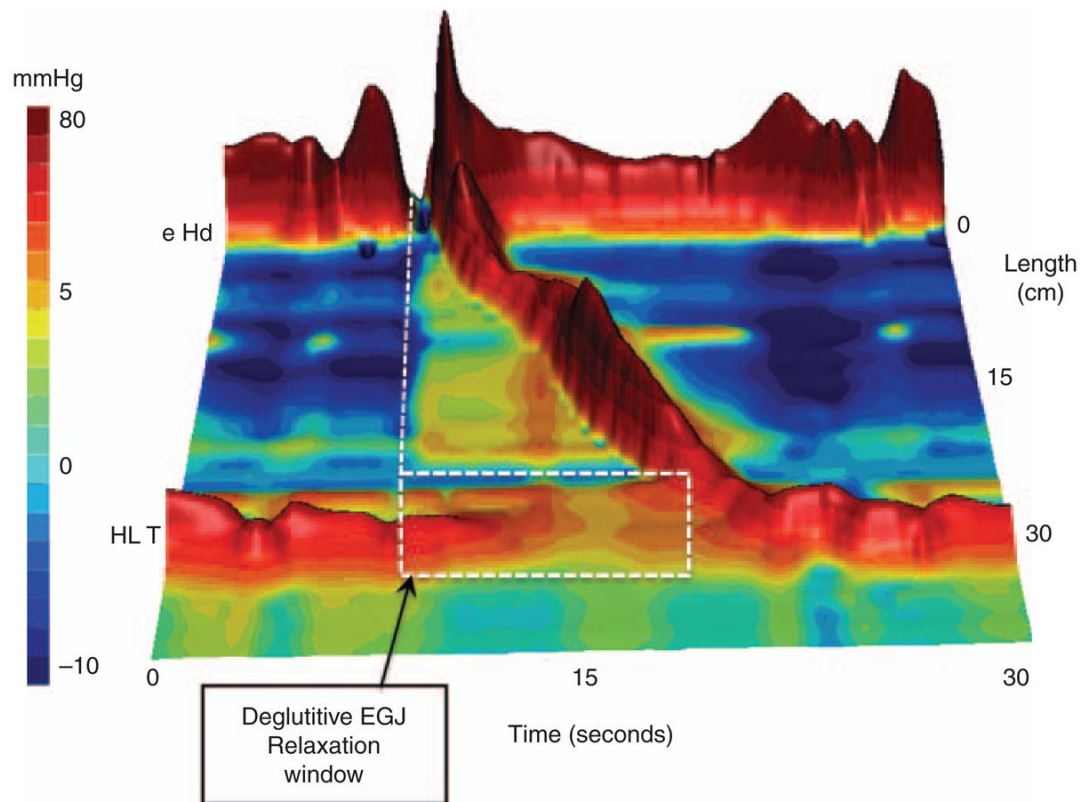 mmHg
80
5
0
–10
e Hd
HL T
0
15
30
Length
(cm)
0
15
30
Time (seconds)
Deglutitive EGJ
Relaxation
window